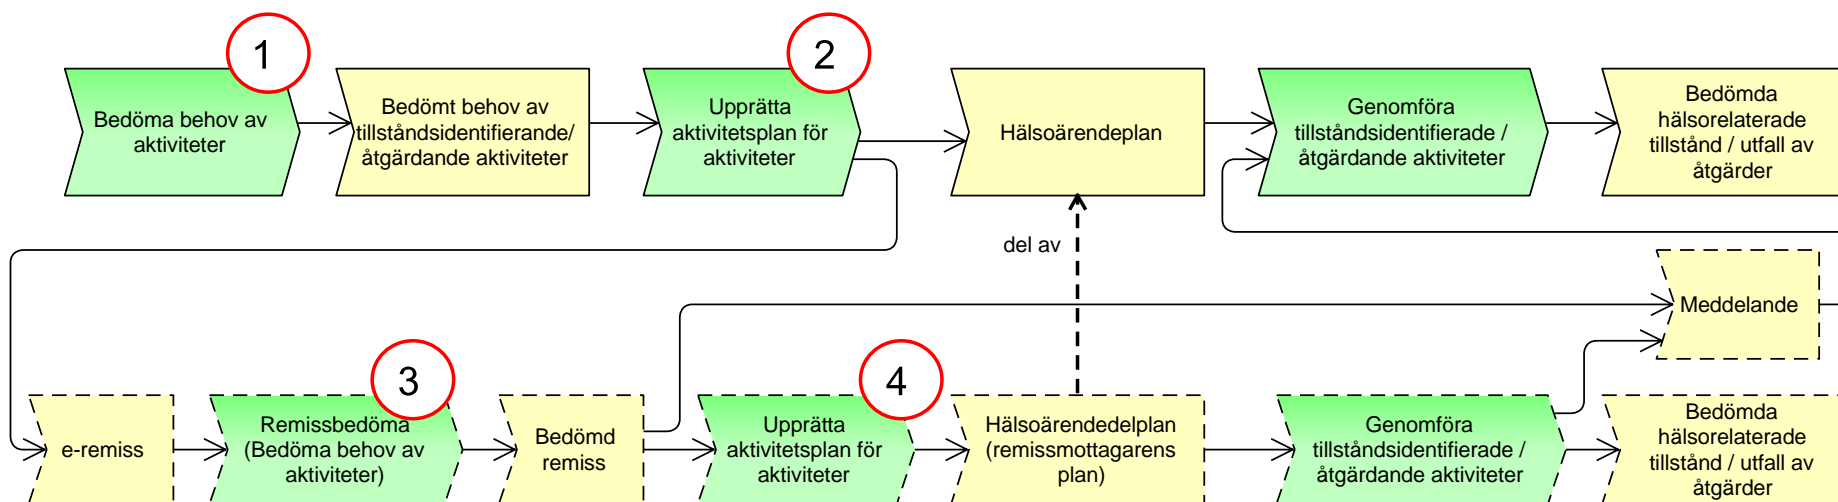 1
2
Bedöma behov av
aktiviteter
Bedömt behov av
tillståndsidentifierande/
åtgärdande aktiviteter
Upprätta
aktivitetsplan för
aktiviteter
Hälsoärendeplan
Genomföra
tillståndsidentifierade /
åtgärdande aktiviteter
Bedömda
hälsorelaterade
tillstånd / utfall av
åtgärder
del av
Meddelande
3
4
e-remiss
Remissbedöma
(Bedöma behov av
aktiviteter)
Bedömd
remiss
Upprätta
aktivitetsplan för
aktiviteter
Hälsoärendedelplan
(remissmottagarens
plan)
Genomföra
tillståndsidentifierade /
åtgärdande aktiviteter
Bedömda
hälsorelaterade
tillstånd / utfall av
åtgärder